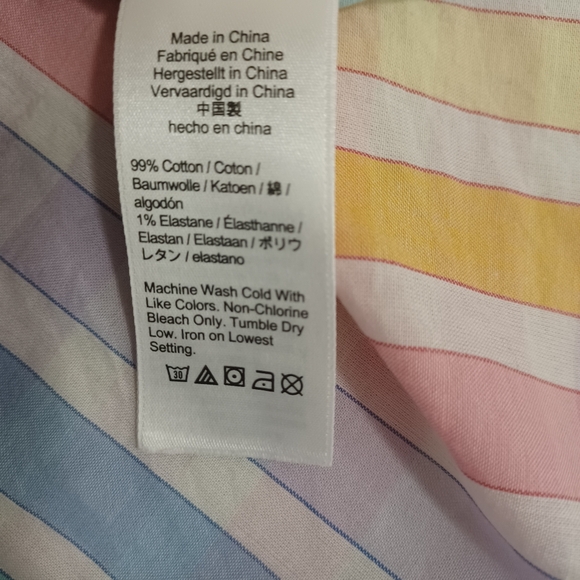 Made in China
Fabriqué en Chine
Hergestellt in China
Vervaardigd in China
中国製
hecho en china
99% Cotton / Coton /
Baumwolle / Katoen / 綿 /
algodón
1% Elastane / Élasthanne /
Elastan / Elastaan / ポリウ
レタン / elastano
Machine Wash Cold With
Like Colors. Non-Chlorine
Bleach Only. Tumble Dry
Low. Iron on Lowest
Setting.
30